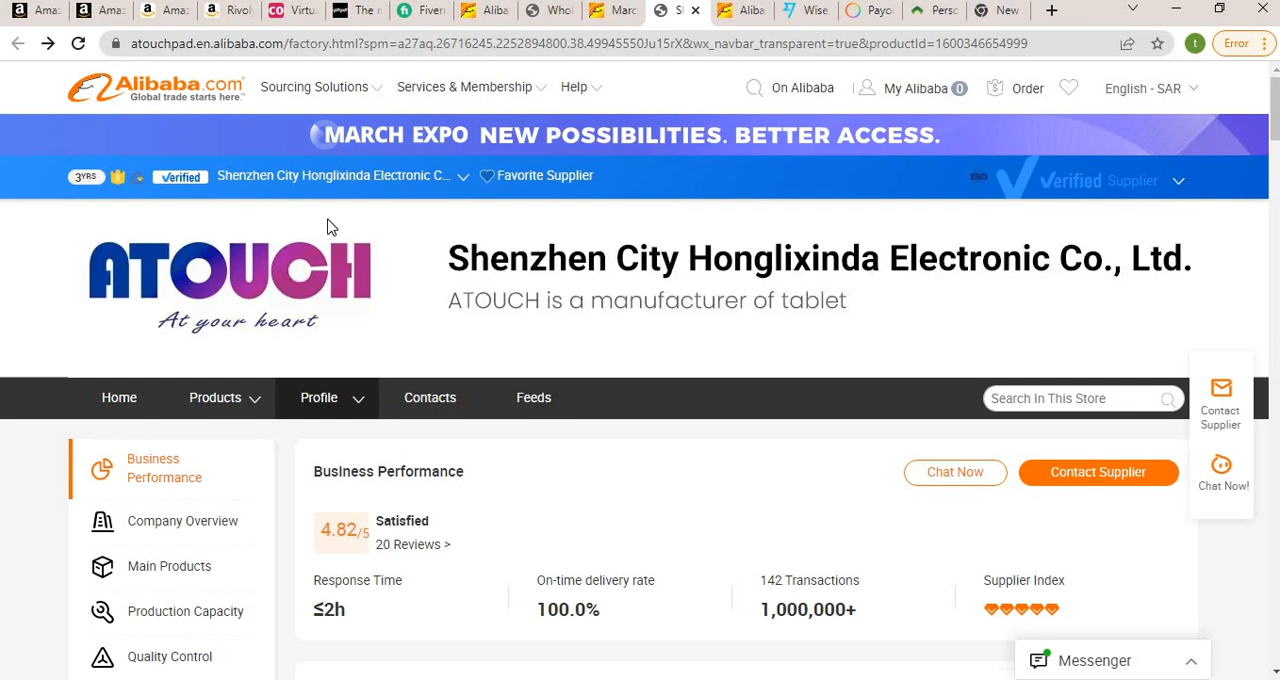 Ama:
Ama:
Ama:
Rivol
Virtu
The n
Fiverr
Aliba
Whol
Marc
S
Aliba
Wise
Payo
Perso
New
atouchpad.en.alibaba.com/factory.html?spm=a27aq.26716245.2252894800.38.49945550Ju15rX&wx_navbar_transparent=true&productId=1600346654999
t
Error
Alibaba.com
Global trade starts here.
Sourcing Solutions
Services & Membership
Help
On Alibaba
My Alibaba 0
Order
English - SAR
MARCH EXPO NEW POSSIBILITIES. BETTER ACCESS.
3YRS
Verified
Shenzhen City Honglixinda Electronic C...
Favorite Supplier
ISO
Verified Supplier
ATOUCH
At your heart
Shenzhen City Honglixinda Electronic Co., Ltd.
ATOUCH is a manufacturer of tablet
Home
Products
Profile
Contacts
Feeds
Search In This Store
Contact
Supplier
Chat Now!
Business
Performance
Company Overview
Main Products
Production Capacity
Quality Control
Business Performance
Chat Now
Contact Supplier
4.82/5
Satisfied
20 Reviews >
Response Time
≤2h
On-time delivery rate
100.0%
142 Transactions
1,000,000+
Supplier Index
Messenger